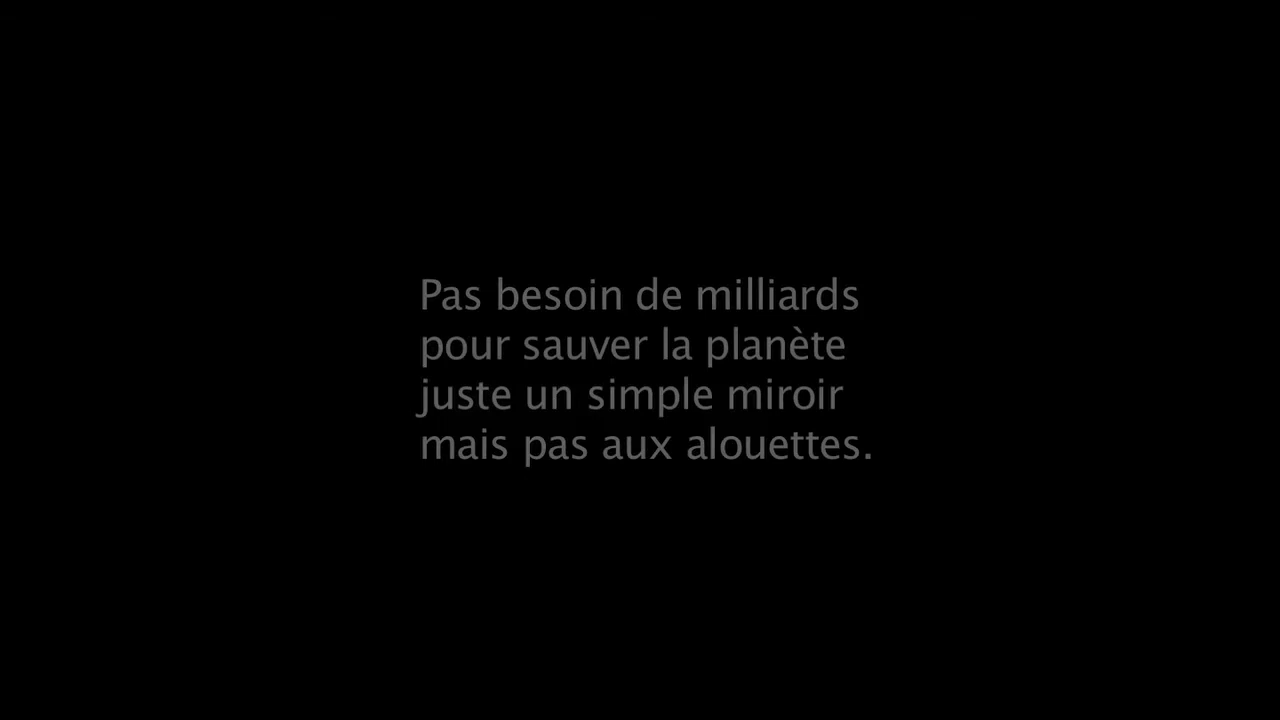 Pas besoin de milliards
pour sauver la planète
juste un simple miroir
mais pas aux alouettes.